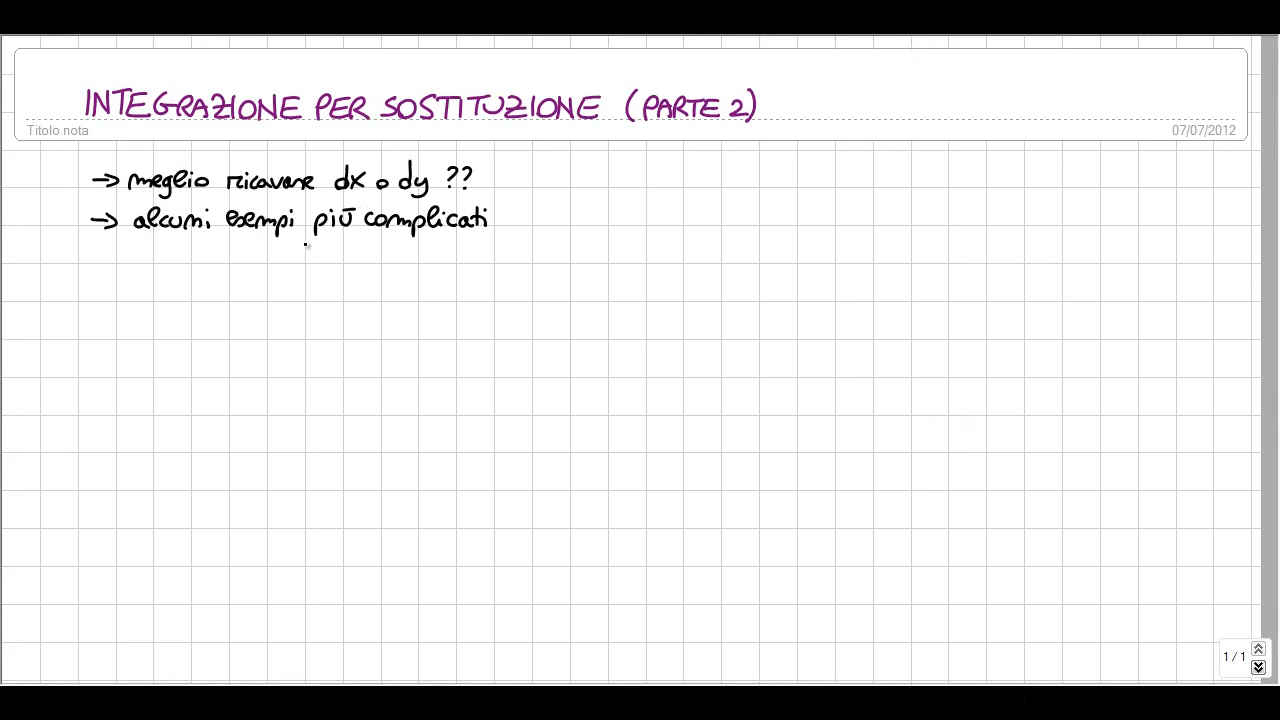 INTEGRAZIONE PER SOSTITUZIONE (PARTE 2)
Titolo nota
07/07/2012
→ meglio ricavare dx o dy ??
→ alcuni esempi più complicati
1 / 1